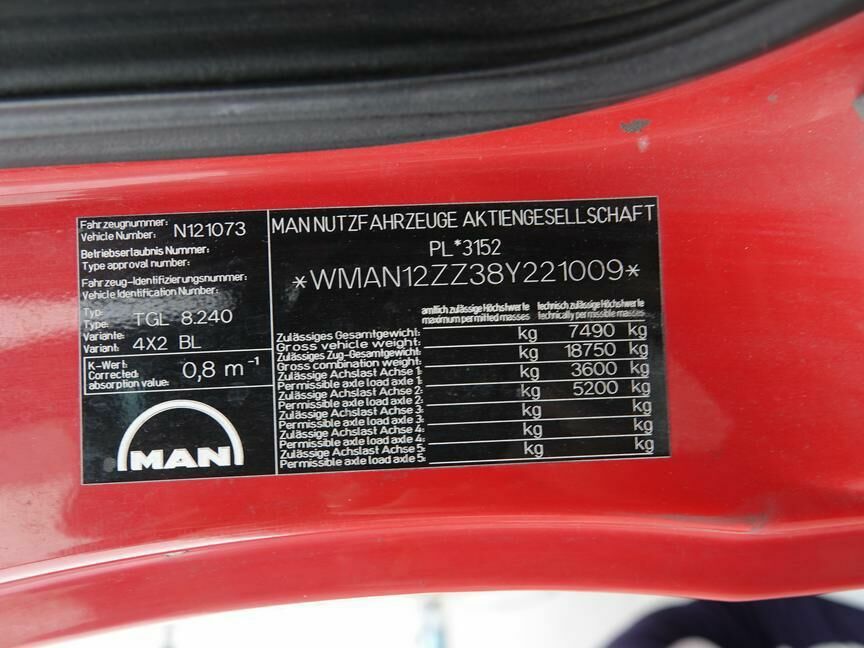 Fahrzeugnummer:
Vehicle Number: N121073
Betriebserlaubnis Nummer:
Type approval number:
Fahrzeug-Identifizierungsnummer:
Vehicle Identification Number:
Typ:
Type: TGL 8.240
Variante:
Variant: 4X2 BL
K-Wert:
Corrected
absorption value: 0,8 m⁻¹
MAN
MAN NUTZFAHRZEUGE AKTIENGESELLSCHAFT
PL*3152
*WMAN12ZZ38Y221009*
amtlich zulässige Höchstwerte technisch zulässige Höchstwerte
maximum permitted masses technically permissible masses
Zulässiges Gesamtgewicht: kg 7490 kg
Gross vehicle weight:
Zulässiges Zug-Gesamtgewicht: kg 18750 kg
Gross combination weight:
Zulässige Achslast Achse 1: kg 3600 kg
Permissible axle load axle 1:
Zulässige Achslast Achse 2: kg 5200 kg
Permissible axle load axle 2:
Zulässige Achslast Achse 3: kg kg
Permissible axle load axle 3:
Zulässige Achslast Achse 4: kg kg
Permissible axle load axle 4:
Zulässige Achslast Achse 5: kg kg
Permissible axle load axle 5: